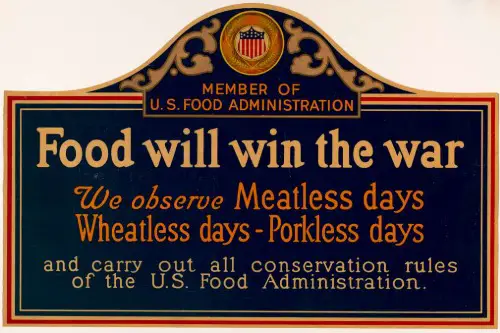 MEMBER OF
U.S. FOOD ADMINISTRATION
Food will win the war
We observe Meatless days
Wheatless days - Porkless days
and carry out all conservation rules
of the U.S. Food Administration.